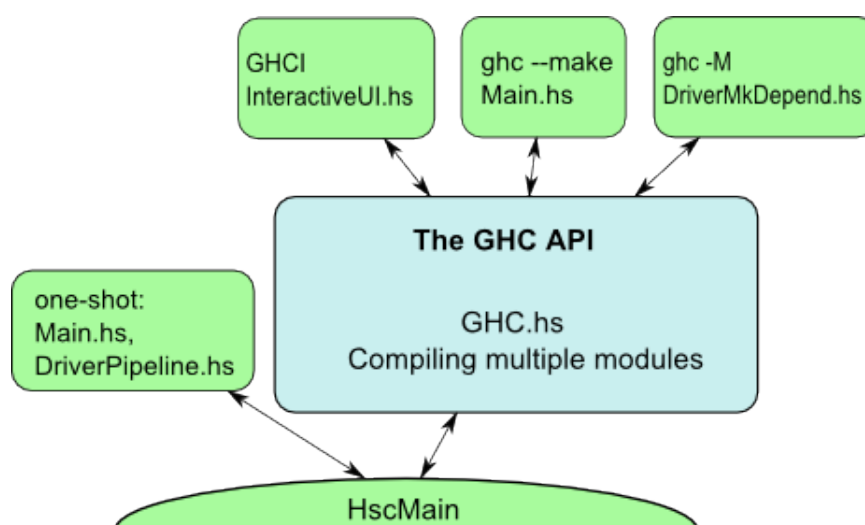 GHCI
InteractiveUI.hs
ghc --make
Main.hs
ghc -M
DriverMkDepend.hs
The GHC API
GHC.hs
Compiling multiple modules
one-shot:
Main.hs,
DriverPipeline.hs
HscMain